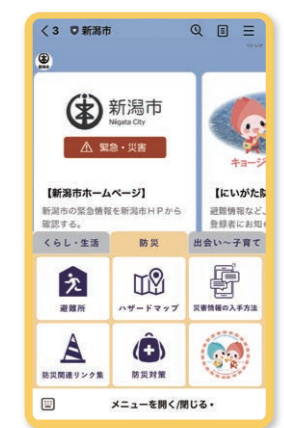 3 新潟市
新潟市
新潟市
Niigata City
緊急・災害
キョージ
【新潟市ホームページ】
【にいがた防
新潟市の緊急情報を新潟市HPから
確認する。
避難情報など、
登録者にお知
くらし・生活
防災
出会い～子育て
避難所
ハザードマップ
災害情報の入手方法
防災関連リンク集
防災対策
メニューを開く/閉じる▾